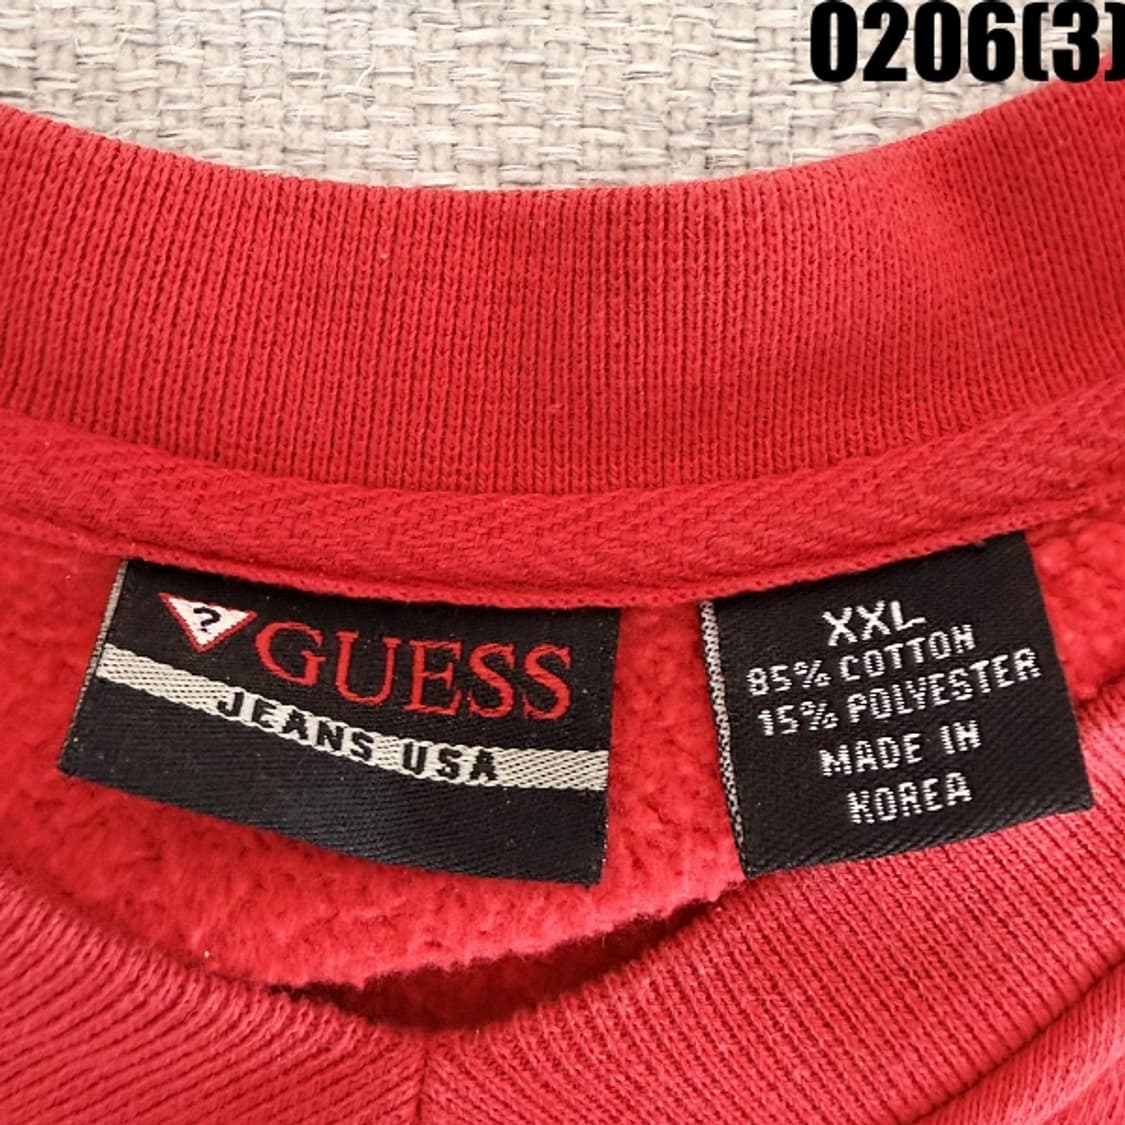 0206(3)
?GUESS
JEANS USA
XXL
85% COTTON
15% POLYESTER
MADE IN
KOREA